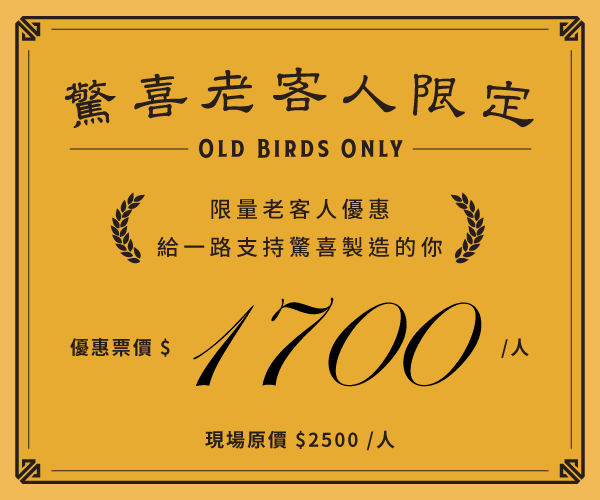 驚喜老客人限定
OLD BIRDS ONLY
限量老客人優惠
給一路支持驚喜製造的你
優惠票價 $ 1700 /人
現場原價 $2500 /人